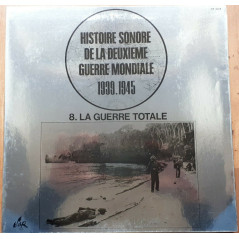 HISTOIRE SONORE
DE LA DEUXIEME
GUERRE MONDIALE
1939.1945
8. LA GUERRE TOTALE